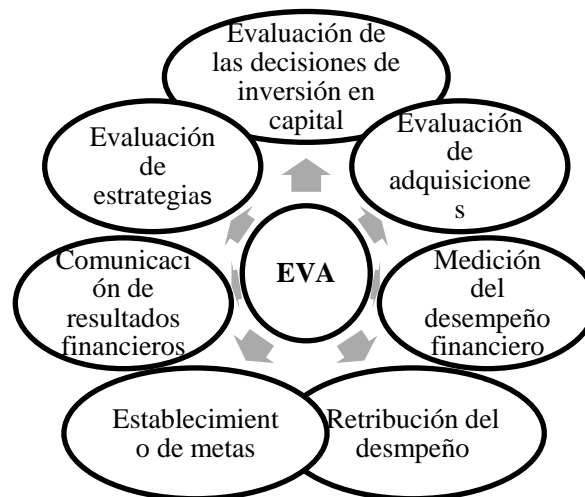 Evaluación de
las decisiones de
inversión en
capital
Evaluación
de
adquisicione
s
Medición
del
desempeño
financiero
Retribución del
desmpeño
Establecimient
o de metas
Comunicaci
ón de
resultados
financieros
Evaluación
de
estrategias
EVA